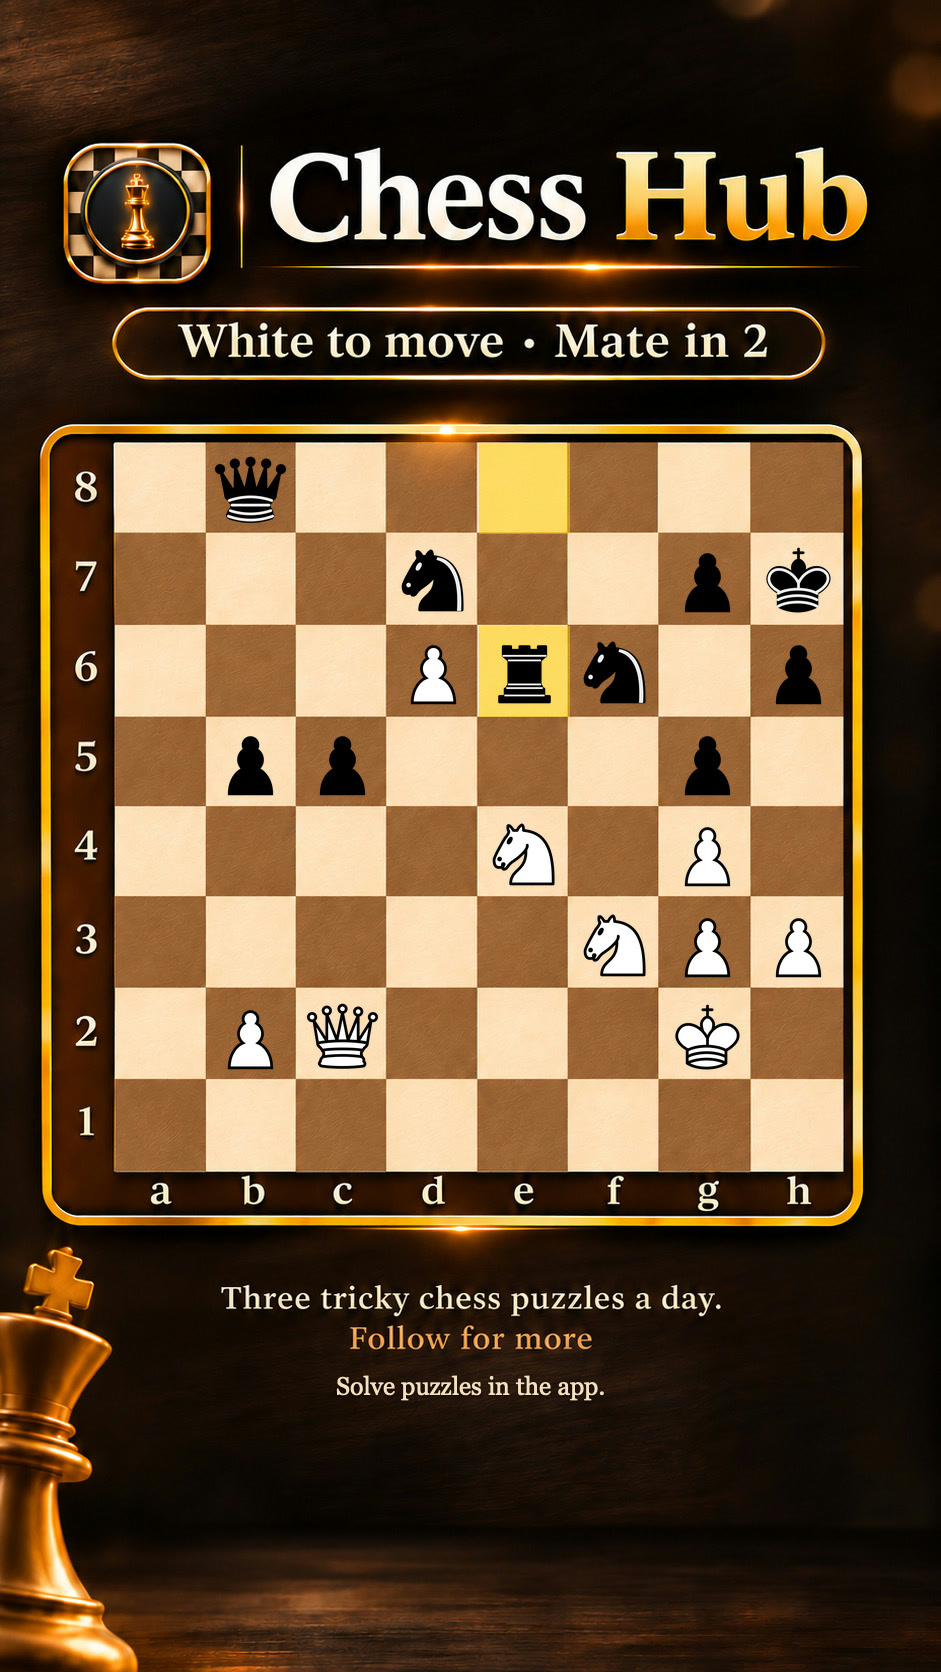 Chess Hub
White to move • Mate in 2
8
7
6
5
4
3
2
1
a b c d e f g h
Three tricky chess puzzles a day.
Follow for more
Solve puzzles in the app.